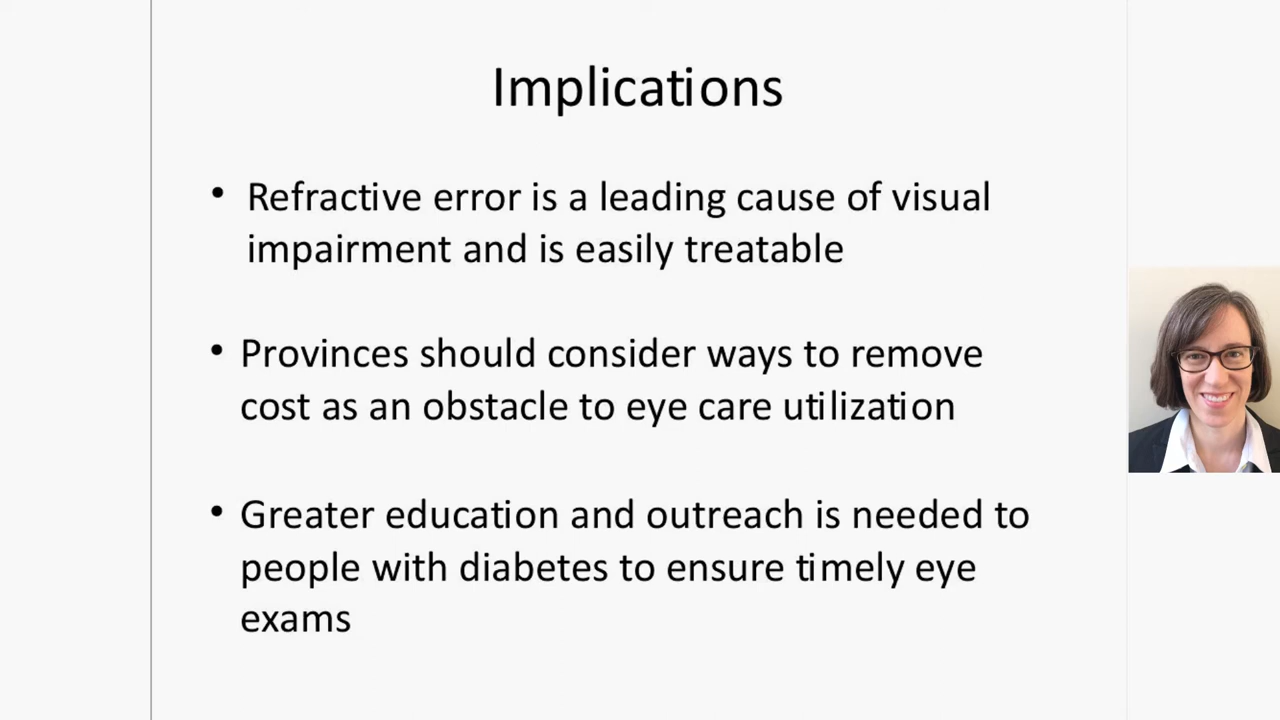 Implications
• Refractive error is a leading cause of visual
impairment and is easily treatable
• Provinces should consider ways to remove
cost as an obstacle to eye care utilization
• Greater education and outreach is needed to
people with diabetes to ensure timely eye
exams